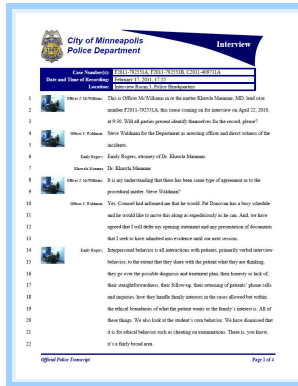 City of Minneapolis
Police Department
Interview
Case Number(s): F2011-792551A, F2011-792551B, C2011-409711A
Date and Time of Recording: February 17, 2011, 17:55
Location: Interview Room 3, Police Headquarters
1 Officer J. McWilliams This is Officer McWilliams in re the matter Khawla Mammar, MD, lead case
2 number F2011-792551A, this cause coming on for interview on April 22, 2010,
3 at 9:30. Will all parties present identify themselves for the record, please?
4 Officer S. Waldman Steve Waldman for the Department as arresting officer and direct witness of the
5 incidents.
6 Emily Rogers Emily Rogers, attorney of Dr. Khawla Mammar.
7 Khawla Mammar Dr. Khawla Mammar.
8 Officer J. McWilliams It is my understanding that there has been some type of agreement as to the
9 procedural matter. Steve Waldman?
10 Officer S. Waldman Yes. Counsel had informed me that he would. Pat Donovan has a busy schedule
11 and he would like to move this along as expeditiously as he can. And, we have
12 agreed that I will defer my opening statement and my presentation of documents
13 that I seek to have admitted into evidence until our next session.
14 Emily Rogers Interpersonal behavior is all interactions with patients, primarily verbal interview
15 behavior, to the extent that they share with the patient what they are thinking,
16 they go over the possible diagnosis and treatment plan, their honesty or lack of,
17 their straightforwardness, their follow-up, their returning of patients' phone calls
18 and inquiries, how they handle family interests in the cases allowed but within
19 the ethical boundaries of what the patient wants or the family's interest is. All of
20 these things. We also look at the student's own behavior. We have dismissed that
21 it is for ethical behavior such as cheating on examinations. There is, you know,
22 it's a fairly broad area.
Official Police Transcript Page 1 of 4